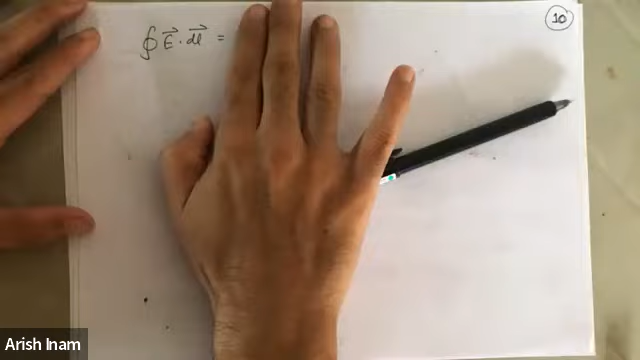 10
∮ E⃗ · dl⃗ =
Arish Inam